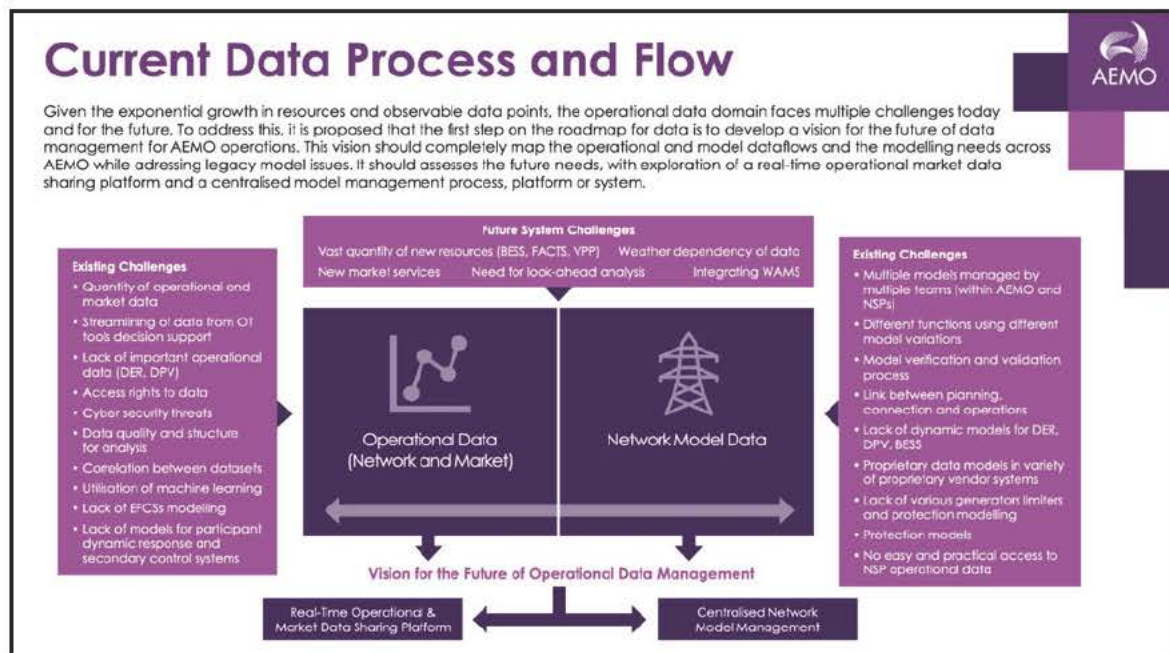 Current Data Process and Flow
AEMO
Given the exponential growth in resources and observable data points, the operational data domain faces multiple challenges today
and for the future. To address this, it is proposed that the first step on the roadmap for data is to develop a vision for the future of data
management for AEMO operations. This vision should completely map the operational and model dataflows and the modelling needs across
AEMO while adressing legacy model issues. It should assesses the future needs, with exploration of a real-time operational market data
sharing platform and a centralised model management process, platform or system.
Future System Challenges
Vast quantity of new resources (BESS, FACTS, VPP) Weather dependency of data
New market services Need for look-ahead analysis Integrating WAMS
Existing Challenges
• Quantity of operational and
market data
• Streamlining of data from OT
tools decision support
• Lack of important operational
data (DER, DPV)
• Access rights to data
• Cyber security threats
• Data quality and structure
for analysis
• Correlation between datasets
• Utilisation of machine learning
• Lack of EFCSs modelling
• Lack of models for participant
dynamic response and
secondary control systems
Operational Data
(Network and Market)
Network Model Data
Existing Challenges
• Multiple models managed by
multiple teams (within AEMO and
NSPs)
• Different functions using different
model variations
• Model verification and validation
process
• Link between planning,
connection and operations
• Lack of dynamic models for DER,
DPV, BESS
• Proprietary data models in variety
of proprietary vendor systems
• Lack of various generators limiters
and protection modelling
• Protection models
• No easy and practical access to
NSP operational data
Vision for the Future of Operational Data Management
Real-Time Operational &
Market Data Sharing Platform
Centralised Network
Model Management